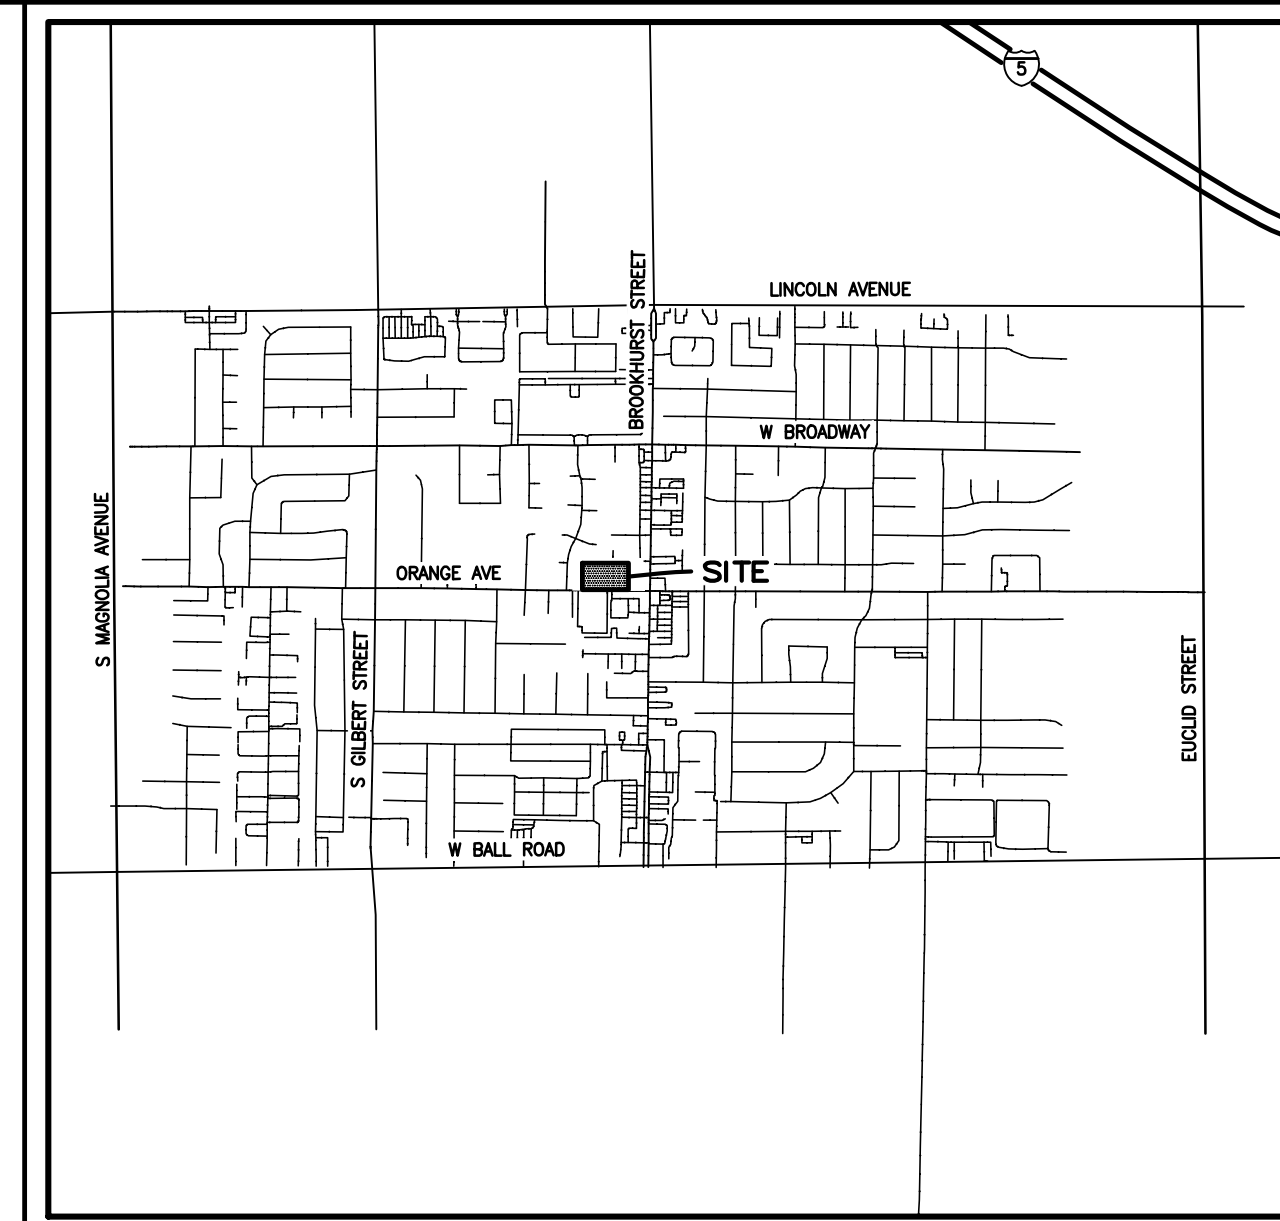 5
LINCOLN AVENUE
BROOKHURST STREET
W BROADWAY
S MAGNOLIA AVENUE
ORANGE AVE
SITE
S GILBERT STREET
EUCLID STREET
W BALL ROAD